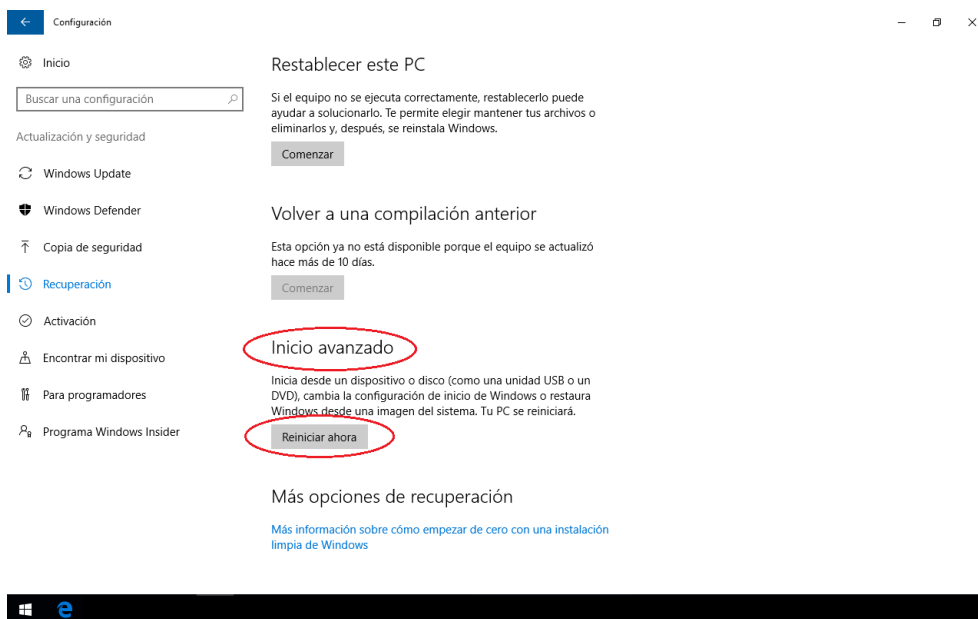 Configuración
Inicio
Buscar una configuración
Actualización y seguridad
Windows Update
Windows Defender
Copia de seguridad
Recuperación
Activación
Encontrar mi dispositivo
Para programadores
Programa Windows Insider
Restablecer este PC
Si el equipo no se ejecuta correctamente, restablecerlo puede
ayudar a solucionarlo. Te permite elegir mantener tus archivos o
eliminarlos y, después, se reinstala Windows.
Comenzar
Volver a una compilación anterior
Esta opción ya no está disponible porque el equipo se actualizó
hace más de 10 días.
Comenzar
Inicio avanzado
Inicia desde un dispositivo o disco (como una unidad USB o un
DVD), cambia la configuración de inicio de Windows o restaura
Windows desde una imagen del sistema. Tu PC se reiniciará.
Reiniciar ahora
Más opciones de recuperación
Más información sobre cómo empezar de cero con una instalación
limpia de Windows